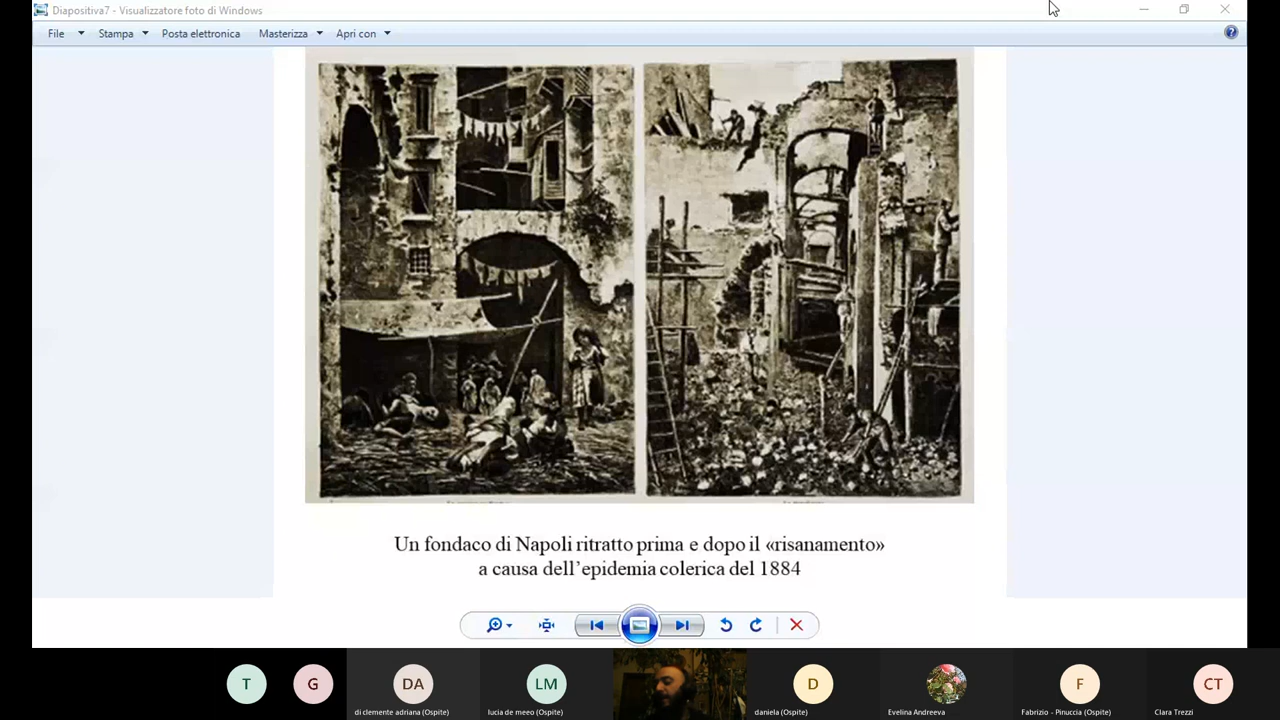 Diapositiva7 - Visualizzatore foto di Windows
File Stampa Posta elettronica Masterizza Apri con
Un fondaco di Napoli ritratto prima e dopo il «risanamento»
a causa dell’epidemia colerica del 1884
T G DA LM D F CT
di clemente adriana (Ospite) lucia de meeo (Ospite) daniela (Ospite) Evelina Andreeva Fabrizio - Pinuccia (Ospite) Clara Trezzi